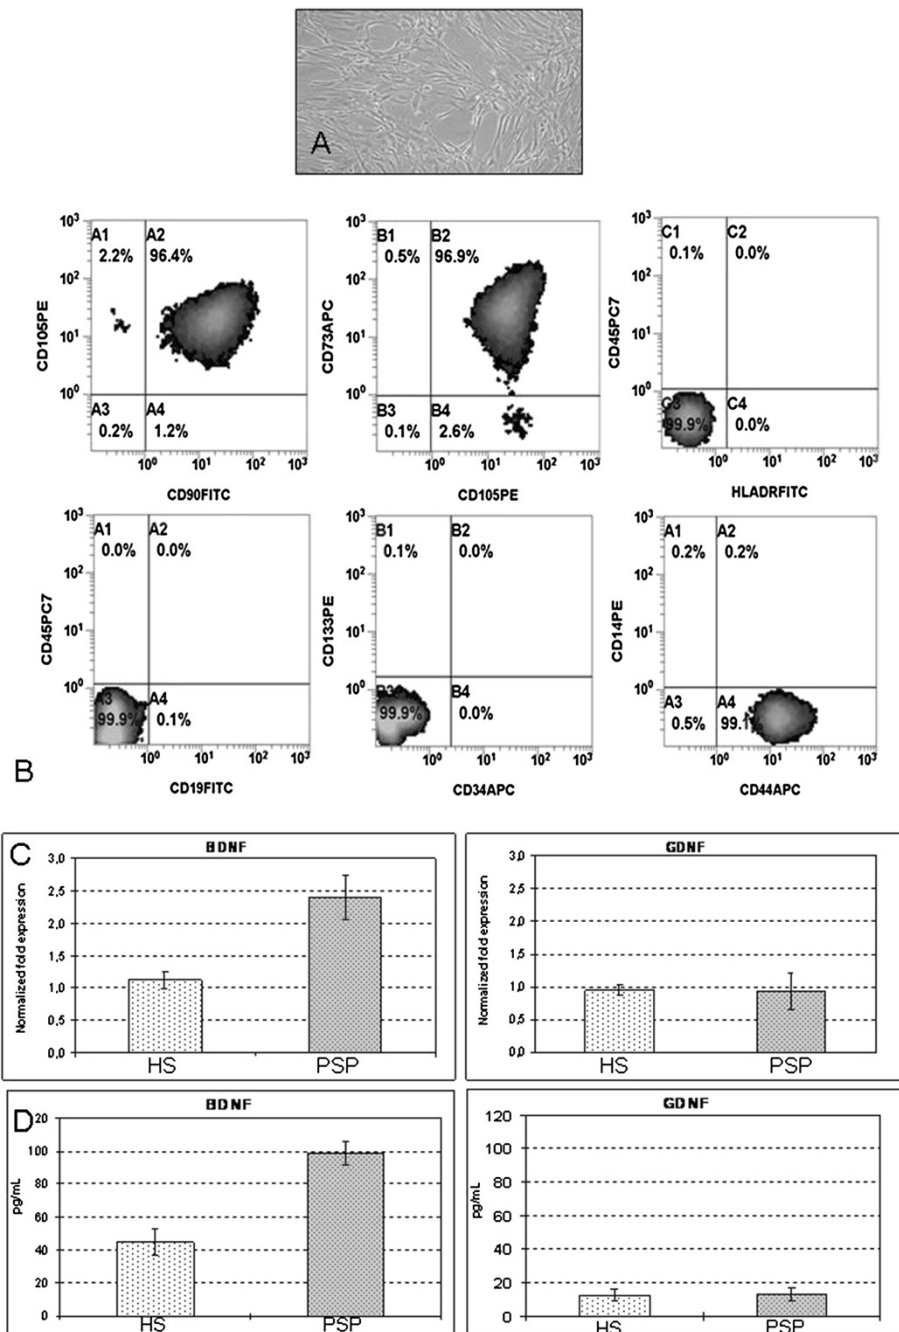 A
10³
10²
10¹
10⁰
CD105PE
A1
2.2%
A2
96.4%
A3
0.2%
A4
1.2%
10⁰ 10¹ 10² 10³
CD90FITC
10³
10²
10¹
10⁰
CD73APC
B1
0.5%
B2
96.9%
B3
0.1%
B4
2.6%
10⁰ 10¹ 10² 10³
CD105PE
10³
10²
10¹
10⁰
CD45PC7
C1
0.1%
C2
0.0%
C3
99.9%
C4
0.0%
10⁰ 10¹ 10² 10³
HLADRFITC
10³
10²
10¹
10⁰
CD45PC7
A1
0.0%
A2
0.0%
A3
99.9%
A4
0.1%
10⁰ 10¹ 10² 10³
CD19FITC
10³
10²
10¹
10⁰
CD133PE
B1
0.1%
B2
0.0%
B3
99.9%
B4
0.0%
10⁰ 10¹ 10² 10³
CD34APC
10³
10²
10¹
10⁰
CD14PE
A1
0.2%
A2
0.2%
A3
0.5%
A4
99.1%
10⁰ 10¹ 10² 10³
CD44APC
B
C
BDNF
Normalized fold expression
3,0
2,5
2,0
1,5
1,0
0,5
0,0
HS PSP
GDNF
Normalized fold expression
3,0
2,5
2,0
1,5
1,0
0,5
0,0
HS PSP
D
BDNF
pg/mL
20
100
80
60
40
20
0
HS PSP
GDNF
pg/mL
120
100
80
60
40
20
0
HS PSP